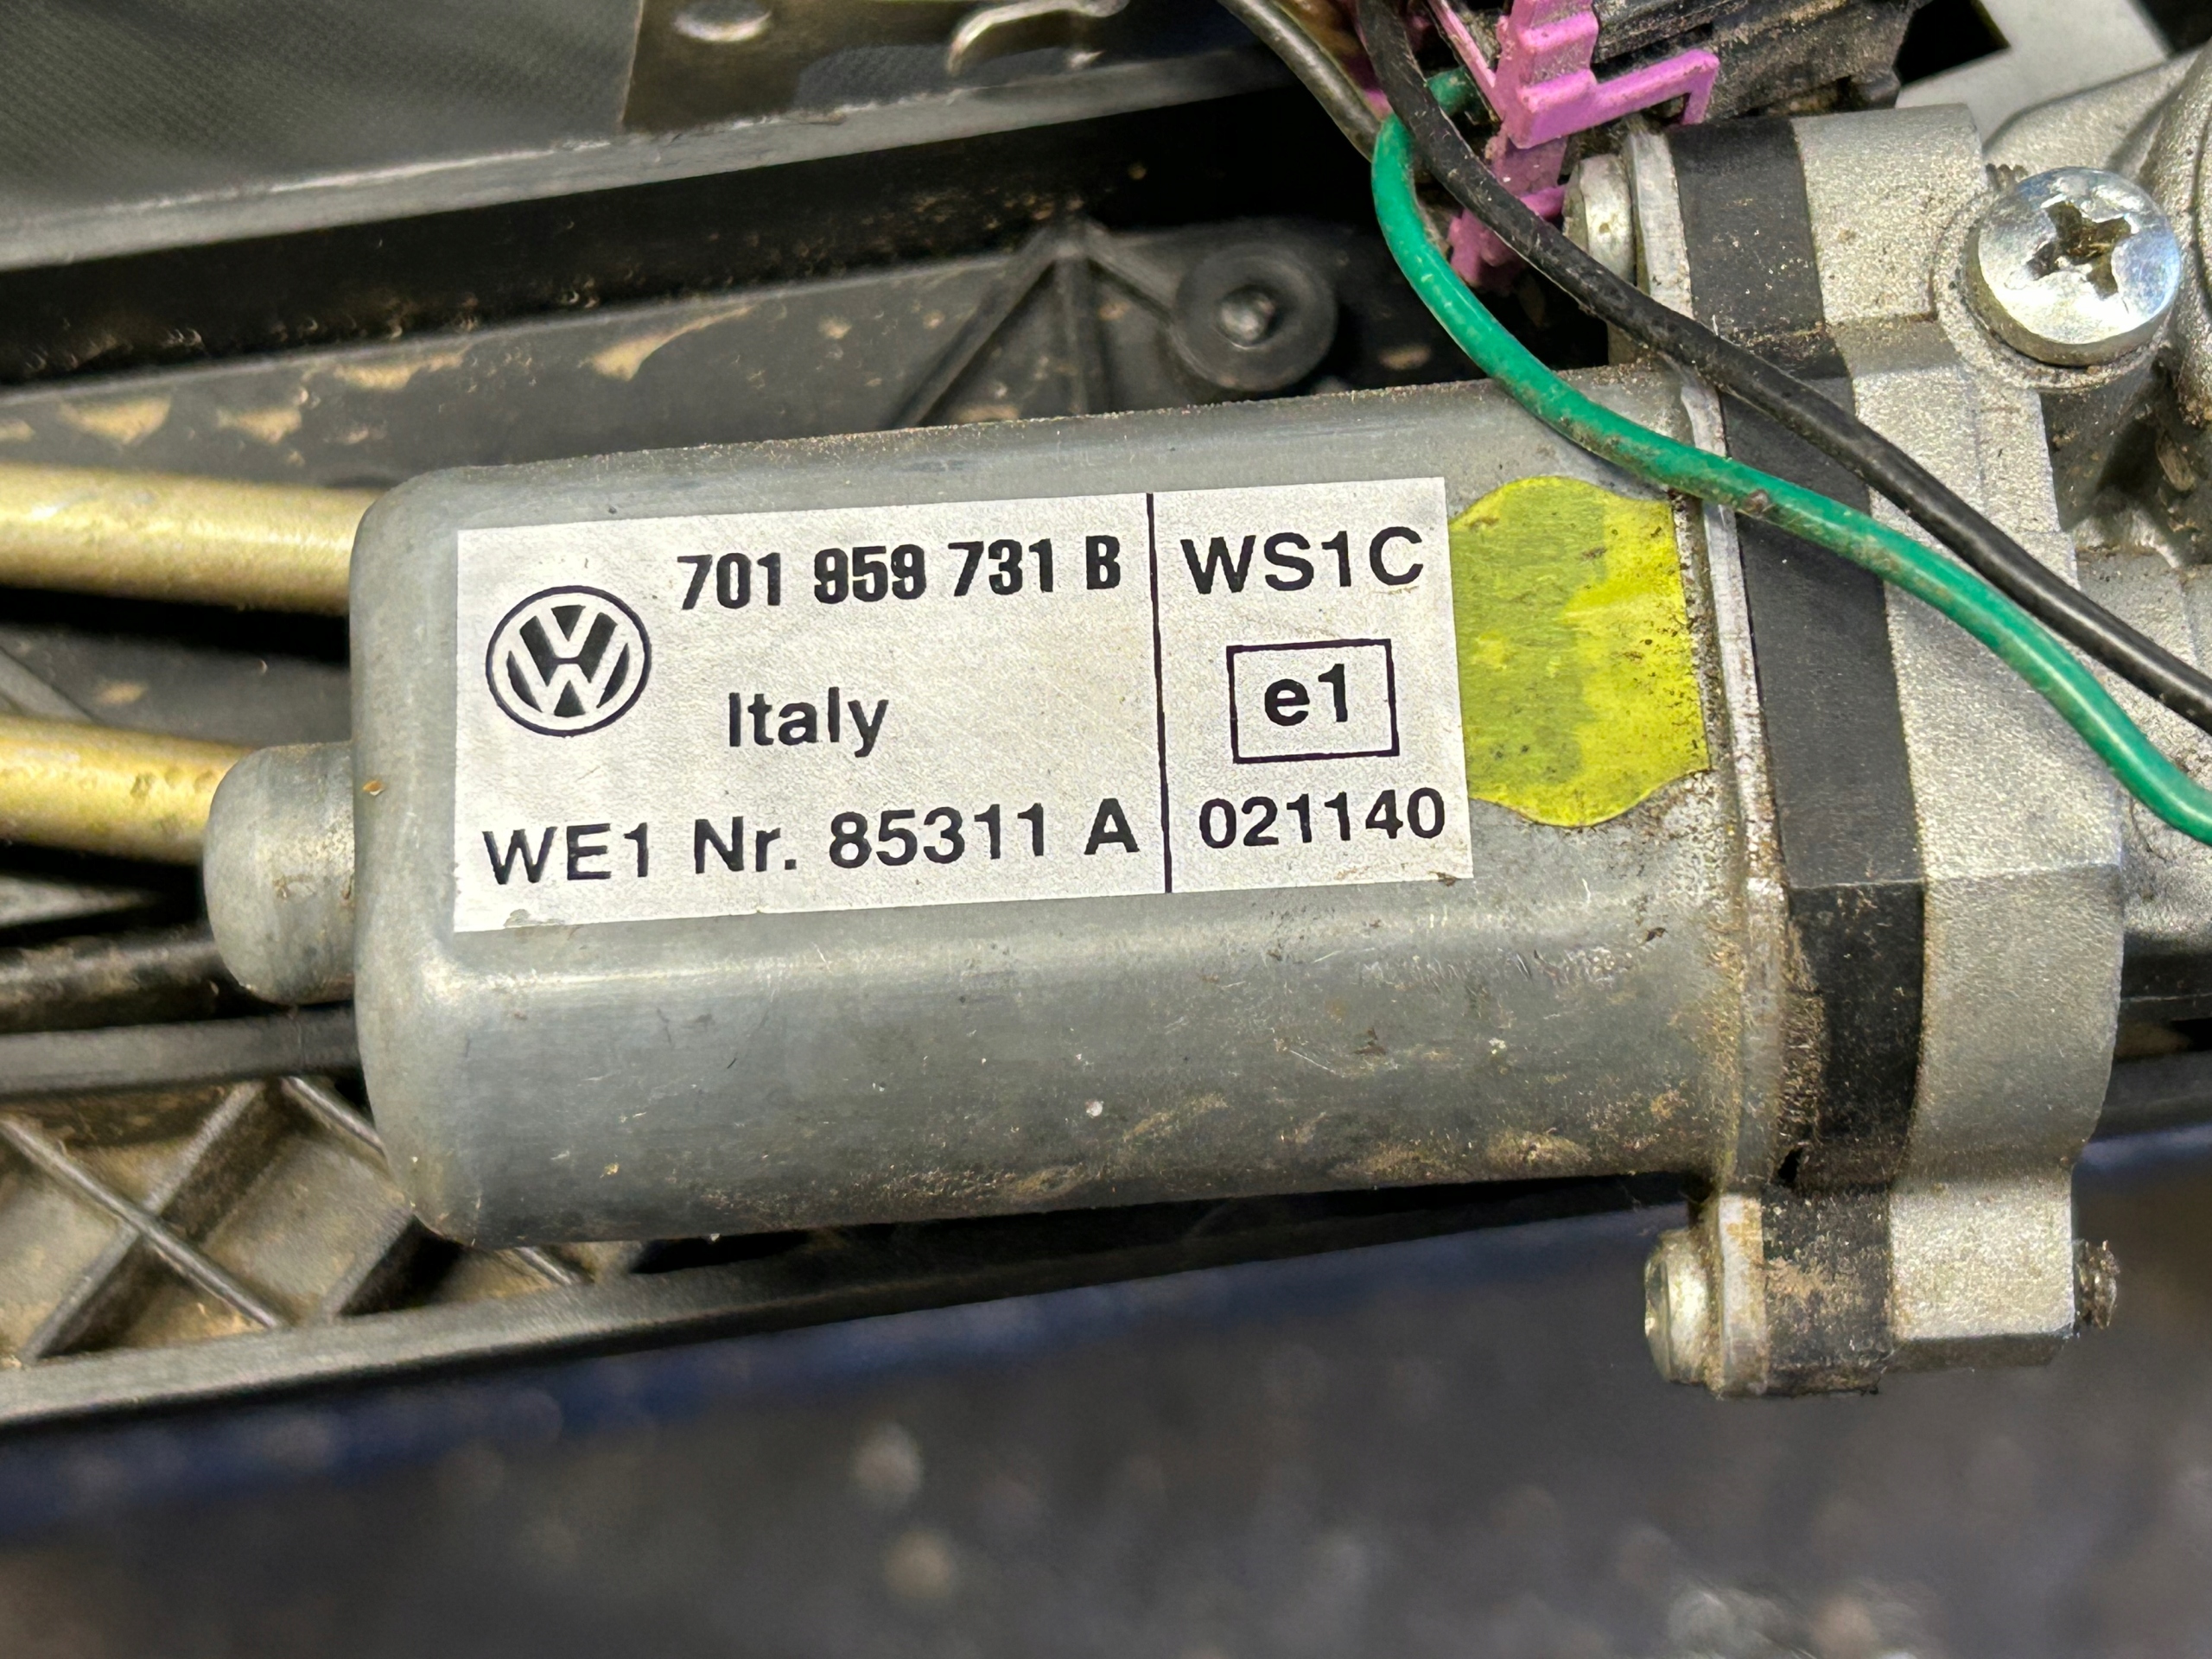 701 959 731 B
Italy
WE1 Nr. 85311 A
WS1C
e1
021140